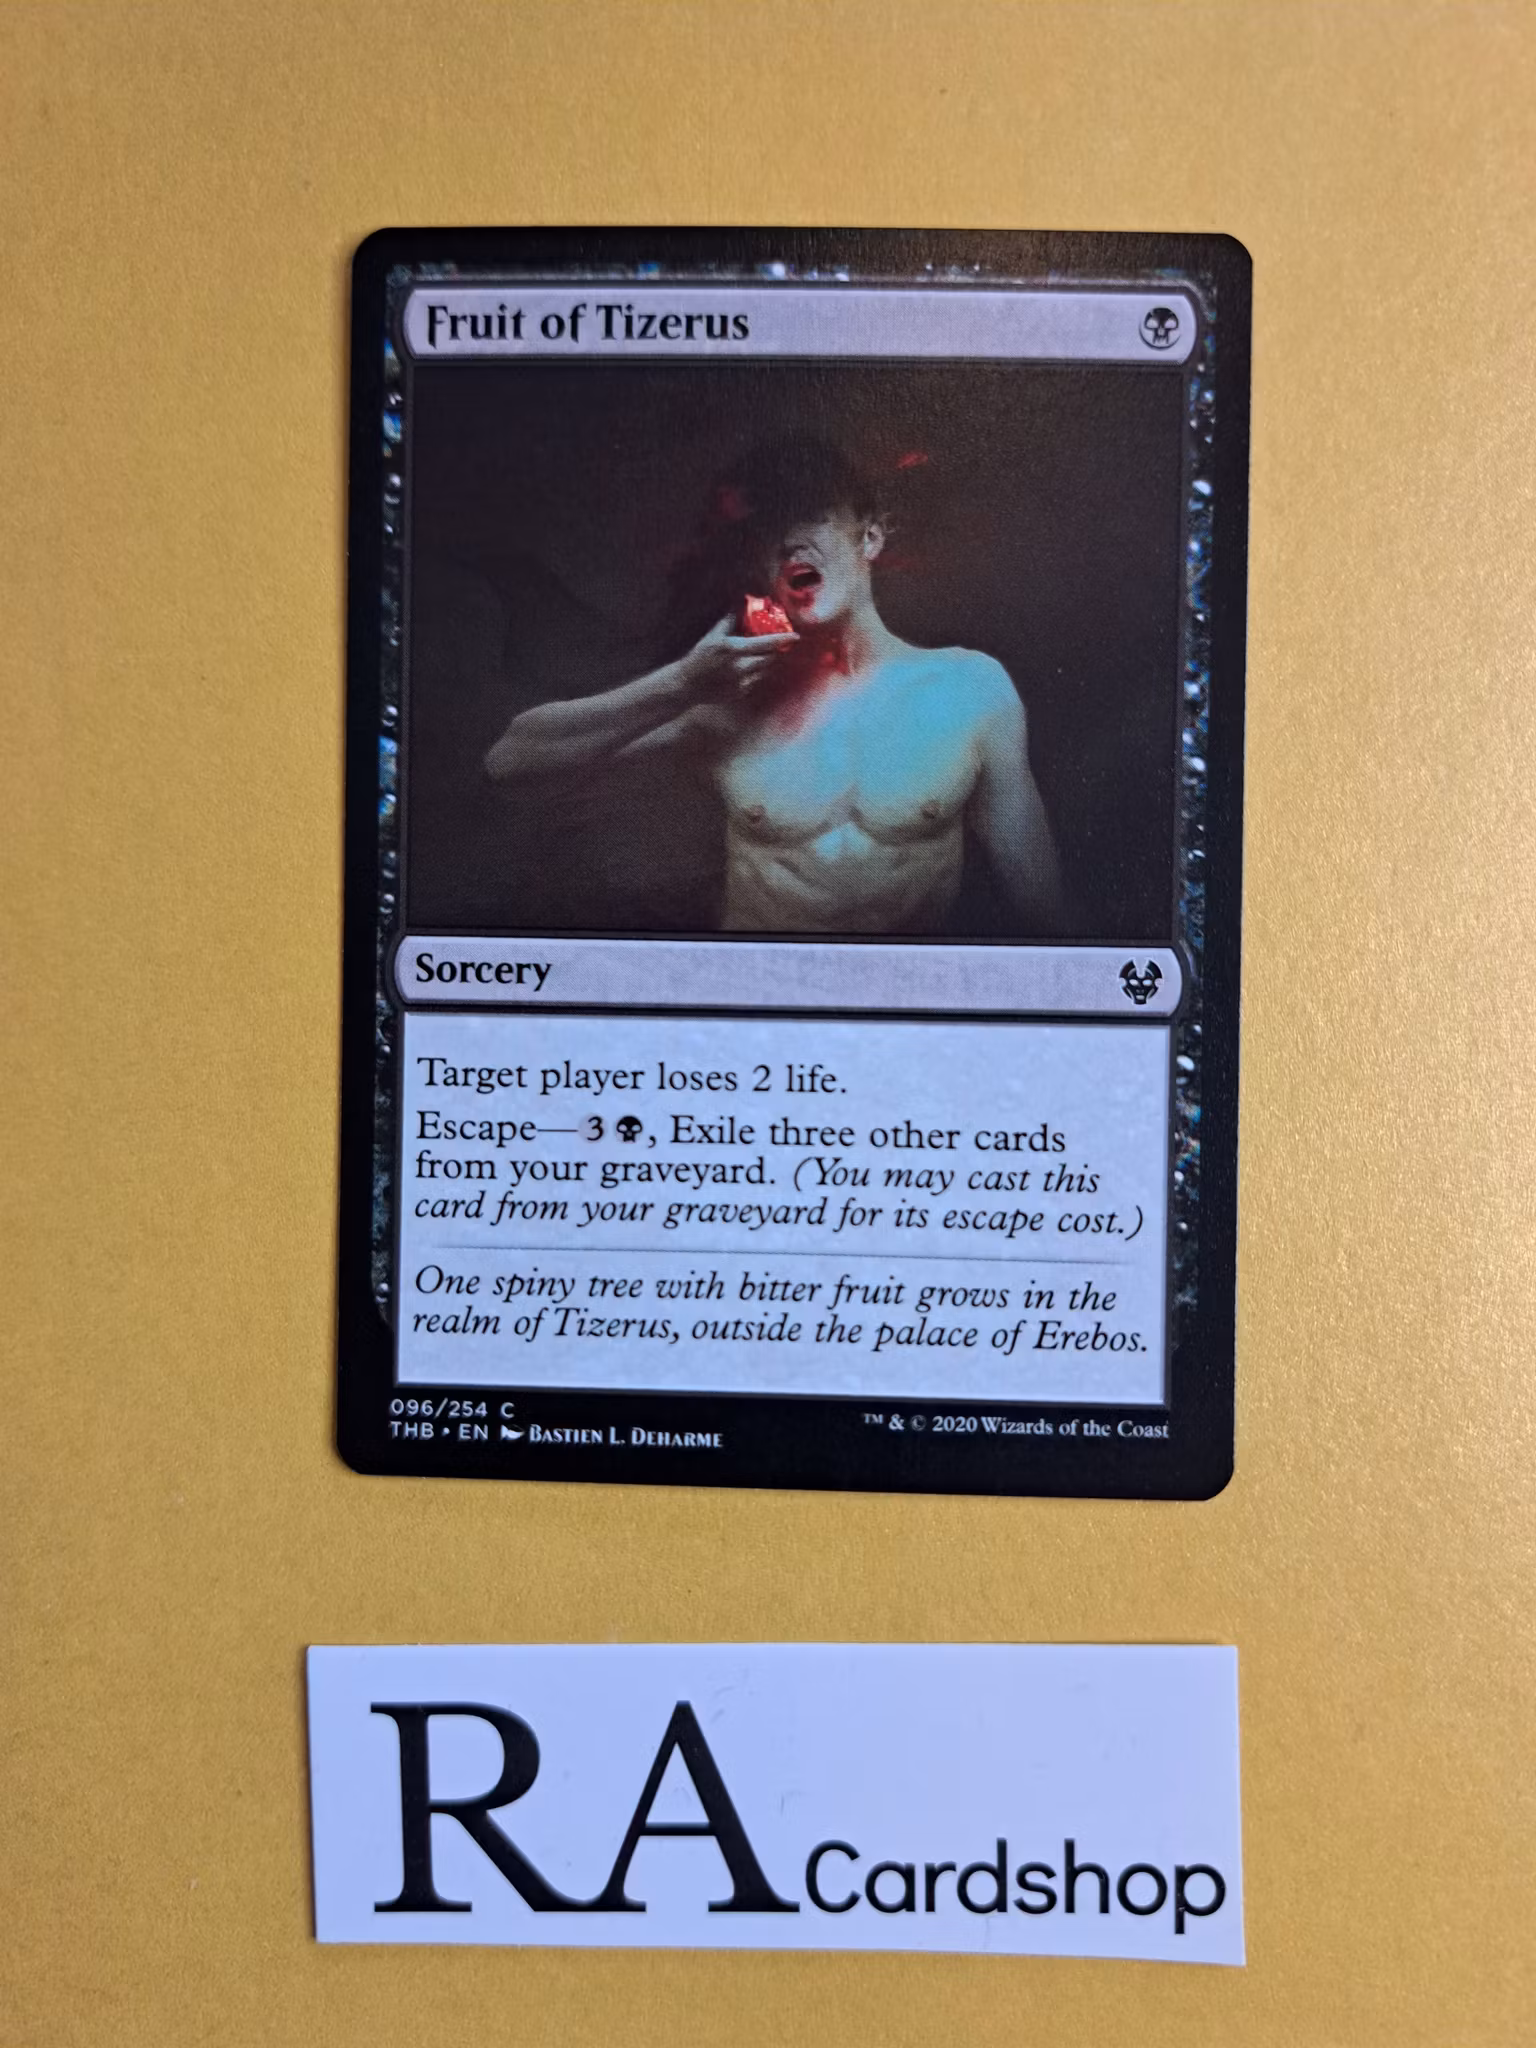 Fruit of Tizerus
Sorcery
Target player loses 2 life.
Escape—3, Exile three other cards
from your graveyard. (You may cast this
card from your graveyard for its escape cost.)
One spiny tree with bitter fruit grows in the
realm of Tizerus, outside the palace of Erebos.
096/254 C
THB • EN Bastien L. Deharme
™ & © 2020 Wizards of the Coast
RA Cardshop